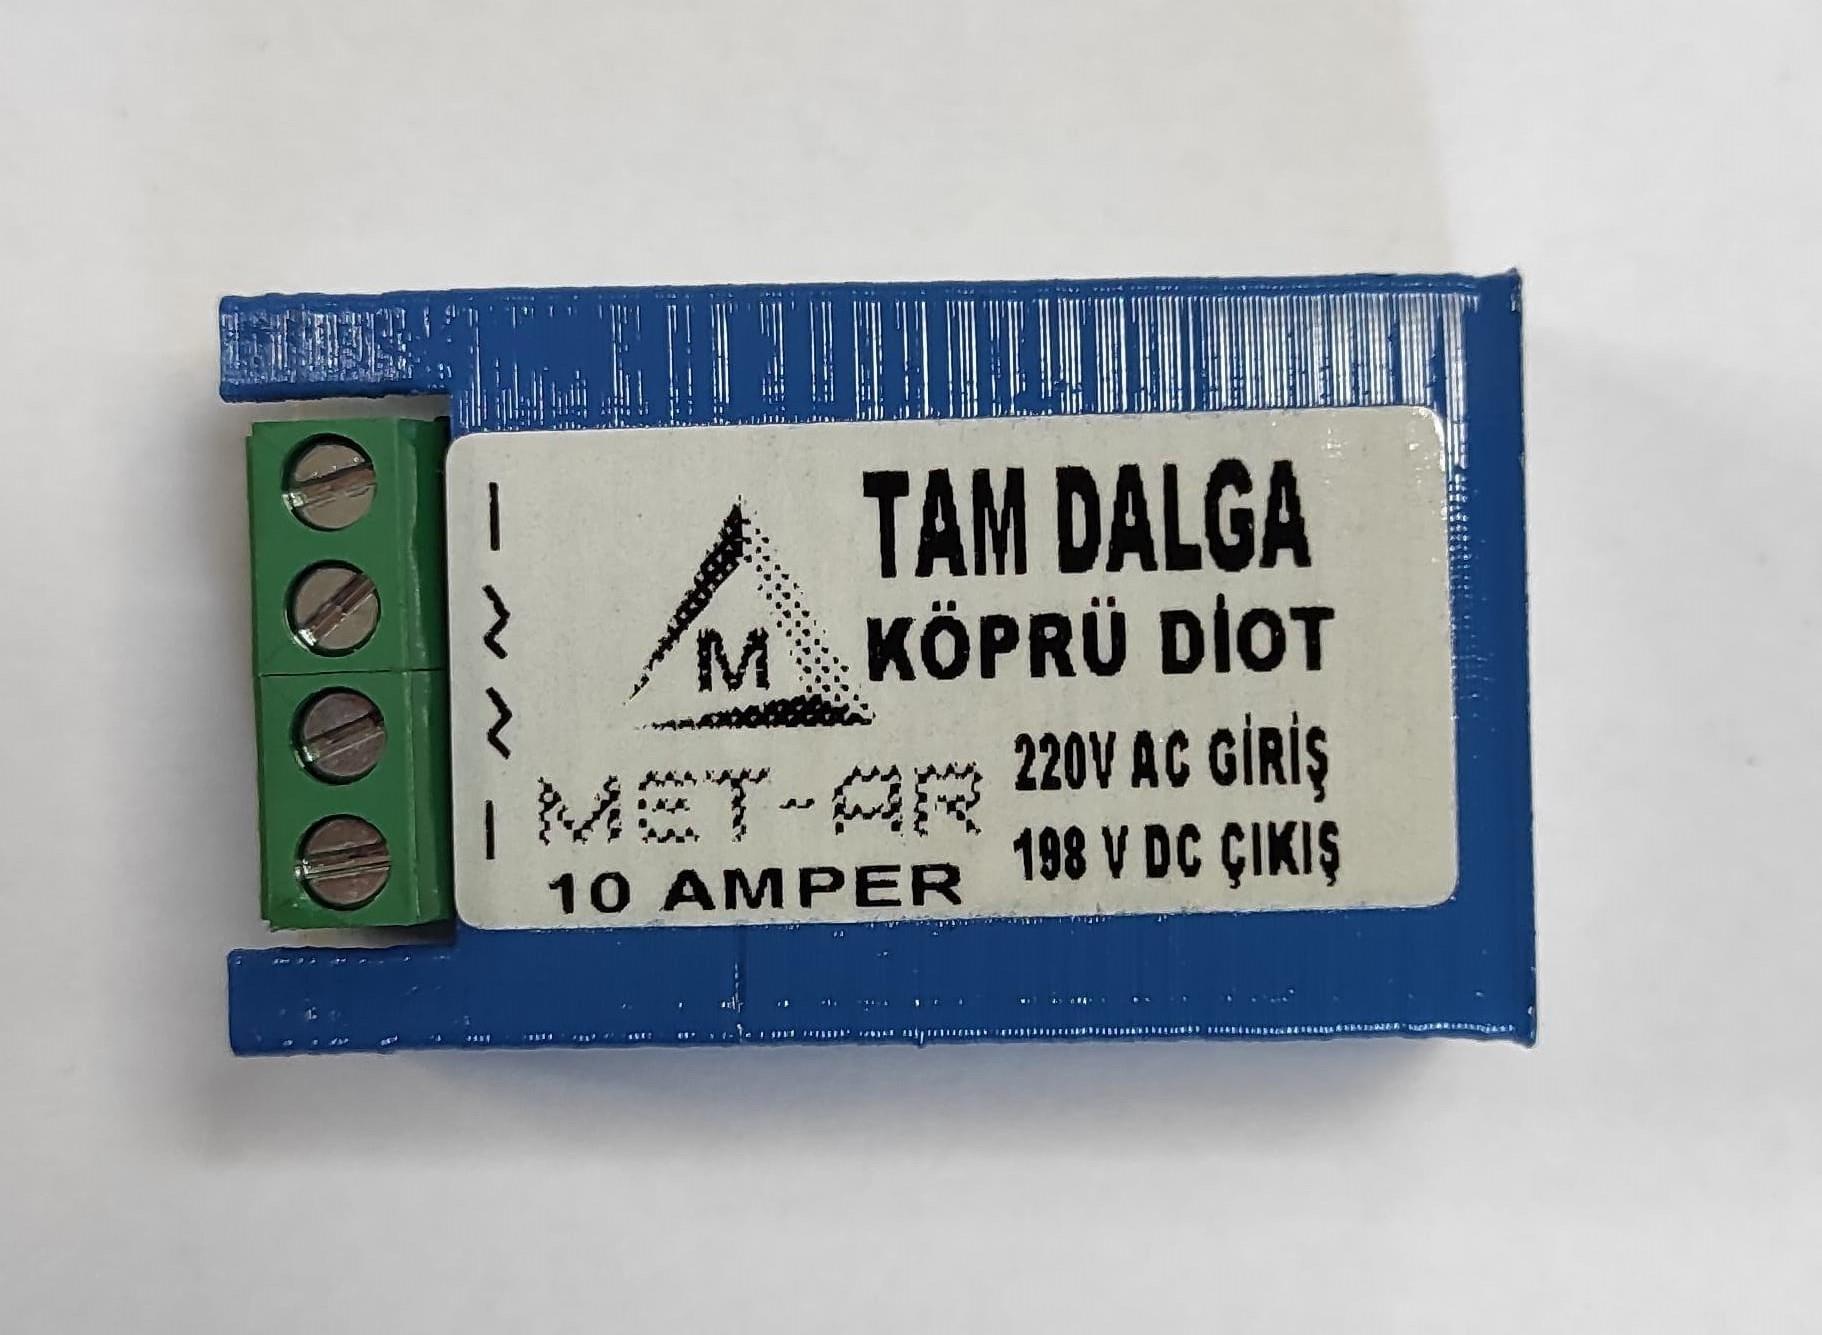 TAM DALGA
KÖPRÜ DİOT
M
MET-AR
10 AMPER
220V AC GİRİŞ
198 V DC ÇIKIŞ